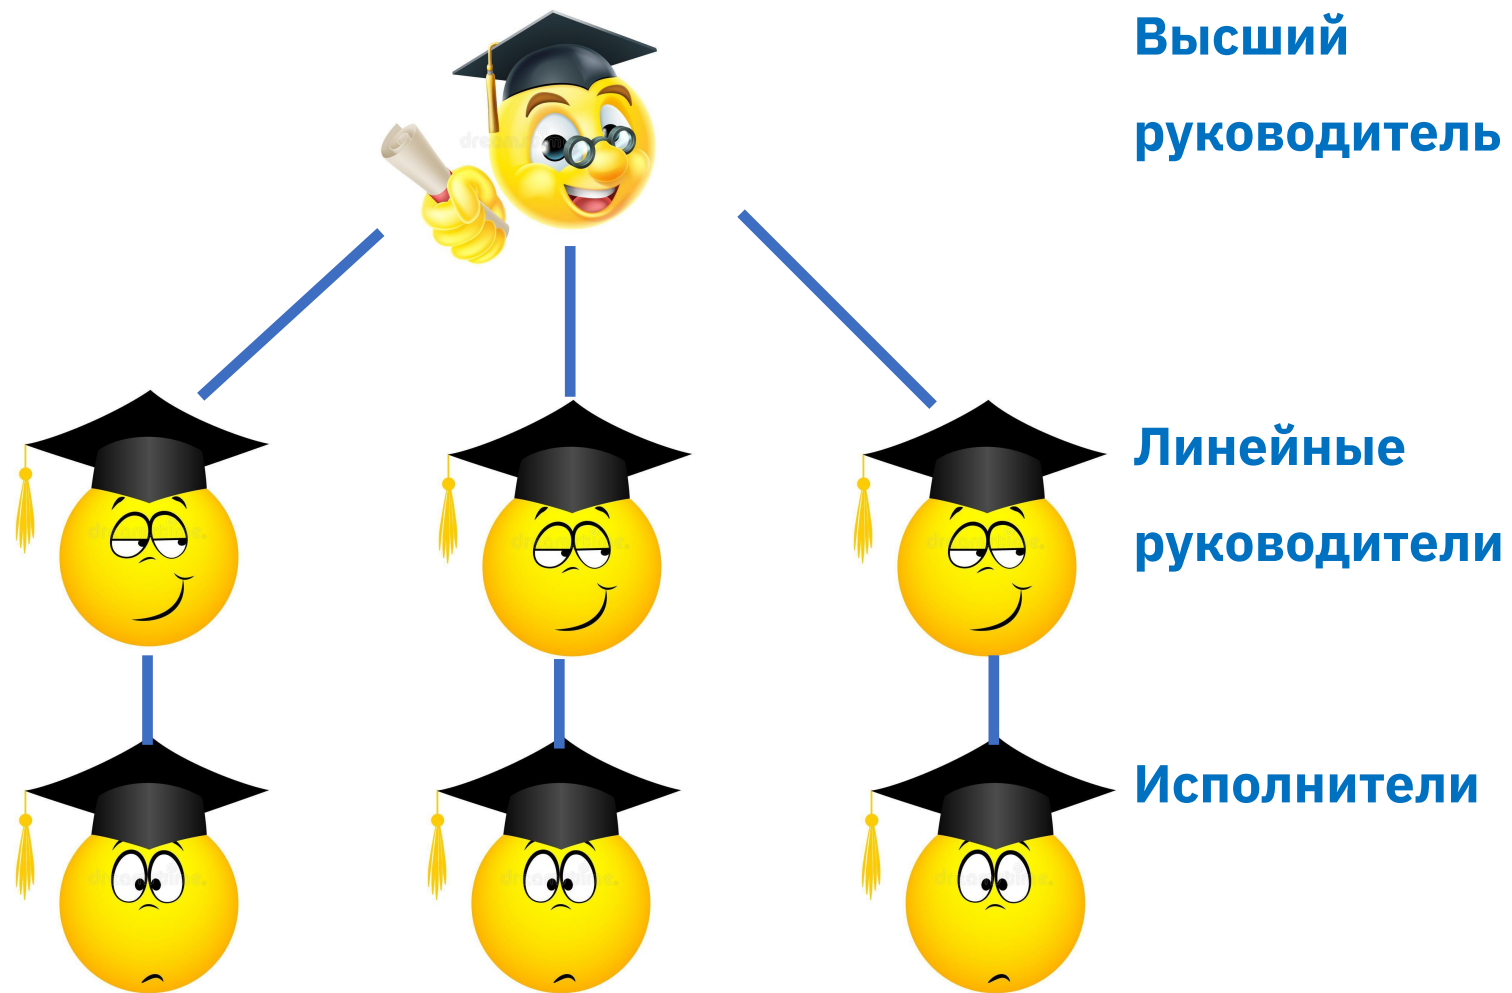 Высший
руководитель
Линейные
руководители
Исполнители